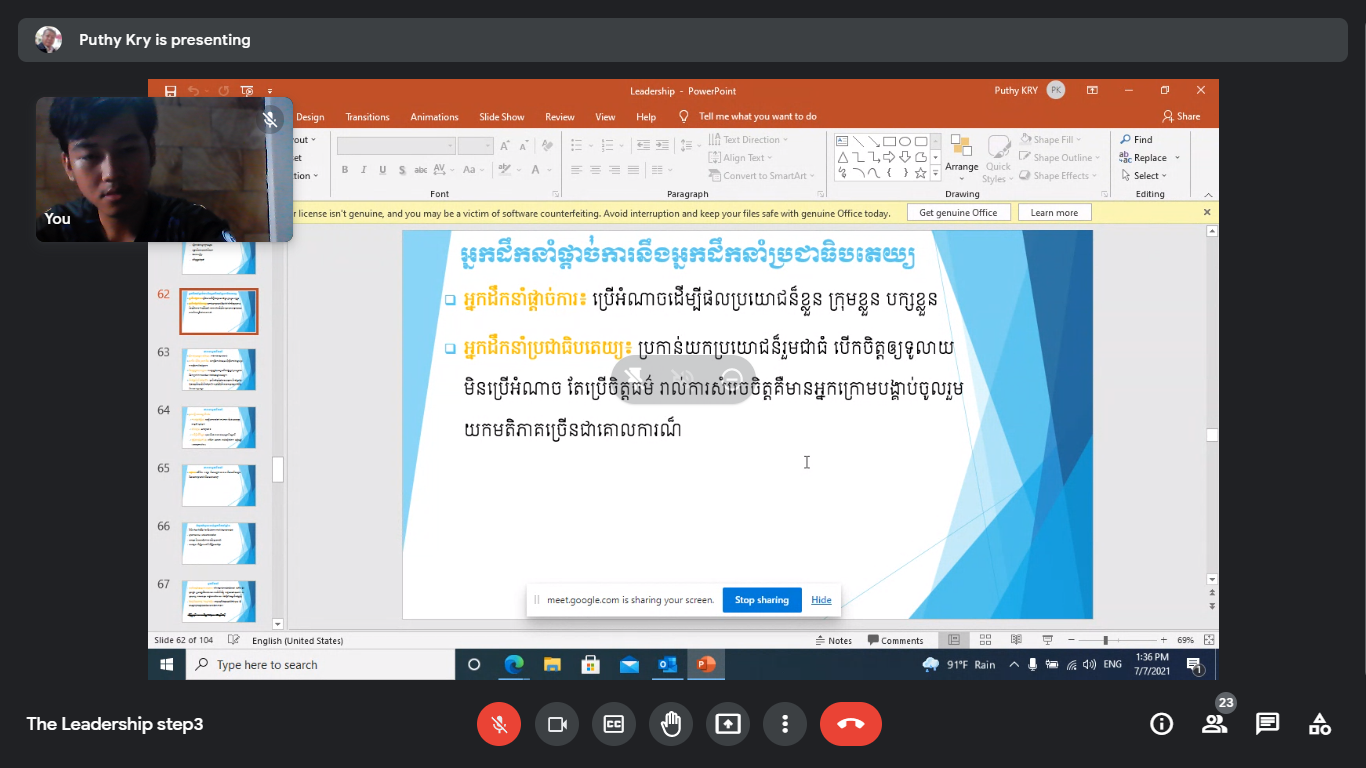 Puthy Kry is presenting
Leadership - PowerPoint
Puthy KRY
PK
Design Transitions Animations Slide Show Review View Help Tell me what you want to do Share
Text Direction
Align Text
Convert to SmartArt
Arrange
Quick Styles
Shape Fill
Shape Outline
Shape Effects
Find
Replace
Select
Font Paragraph Drawing Editing
You
license isn't genuine, and you may be a victim of software counterfeiting. Avoid interruption and keep your files safe with genuine Office today. Get genuine Office Learn more
62
63
64
65
66
67
អ្នកដឹកនាំផ្តាច់ការនឹងអ្នកដឹកនាំប្រជាធិបតេយ្យ
អ្នកដឹកនាំផ្តាច់ការ៖ ប្រើអំណាចដើម្បីផលប្រយោជន៏ខ្លួន ក្រុមខ្លួន បក្សខ្លួន
អ្នកដឹកនាំប្រជាធិបតេយ្យ៖ ប្រកាន់យកប្រយោជន៏រួមជាធំ បើកចិត្តឲ្យទូលាយ
មិនប្រើអំណាច តែប្រើចិត្តធម៌ រាល់ការសំរេចចិត្តគឺមានអ្នកក្រោមបង្គាប់ចូលរួម
យកមតិភាគច្រើនជាគោលការណ៏
meet.google.com is sharing your screen. Stop sharing Hide
Slide 62 of 104 English (United States) Notes Comments 69%
Type here to search
91°F Rain ENG
1:36 PM
7/7/2021
The Leadership step3
23